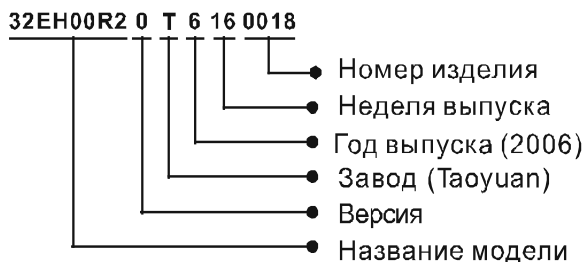 32EH00R2 0 T 6 16 0018
Номер изделия
Неделя выпуска
Год выпуска (2006)
Завод (Taoyuan)
Версия
Название модели